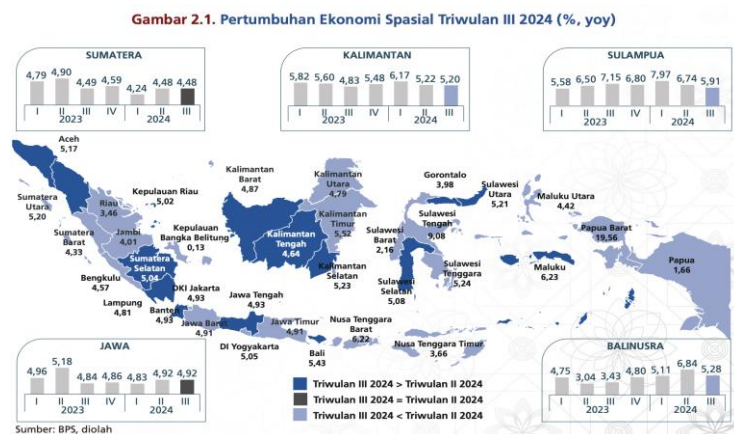 Gambar 2.1. Pertumbuhan Ekonomi Spasial Triwulan III 2024 (%, yoy)
SUMATERA
4,79 4,90 4,49 4,59 4,24 4,48 4,48
I II III IV I II III
2023 2024
KALIMANTAN
5,82 5,60 4,83 5,48 6,17 5,22 5,20
I II III IV I II III
2023 2024
SULAMPUA
5,58 6,50 7,15 6,80 7,97 6,74 5,91
I II III IV I II III
2023 2024
Aceh
5,17
Sumatera
Utara
5,20
Riau
3,46
Kepulauan Riau
5,02
Sumatera
Barat
4,33
Jambi
4,01
Kepulauan
Bangka Belitung
0,13
Sumatera
Selatan
5,04
Bengkulu
4,57
Lampung
4,81
Kalimantan
Barat
4,87
Kalimantan
Utara
4,79
Kalimantan
Timur
5,52
Kalimantan
Tengah
4,64
Kalimantan
Selatan
5,23
Gorontalo
3,98
Sulawesi
Utara
5,21
Sulawesi
Tengah
9,08
Sulawesi
Barat
2,16
Sulawesi
Tenggara
5,24
Sulawesi
Selatan
5,08
Maluku Utara
4,42
Maluku
6,23
Papua Barat
19,56
Papua
1,66
DKI Jakarta
4,93
Banten
4,93
Jawa Barat
4,91
Jawa Tengah
4,93
DI Yogyakarta
5,05
Jawa Timur
4,91
Bali
5,43
Nusa Tenggara
Barat
6,22
Nusa Tenggara Timur
3,66
JAWA
4,96 5,18 4,84 4,86 4,83 4,92 4,92
I II III IV I II III
2023 2024
Triwulan III 2024 > Triwulan II 2024
Triwulan III 2024 = Triwulan II 2024
Triwulan III 2024 < Triwulan II 2024
BALINUSRA
4,75 3,04 3,43 4,80 5,11 6,84 5,28
I II III IV I II III
2023 2024
Sumber: BPS, diolah